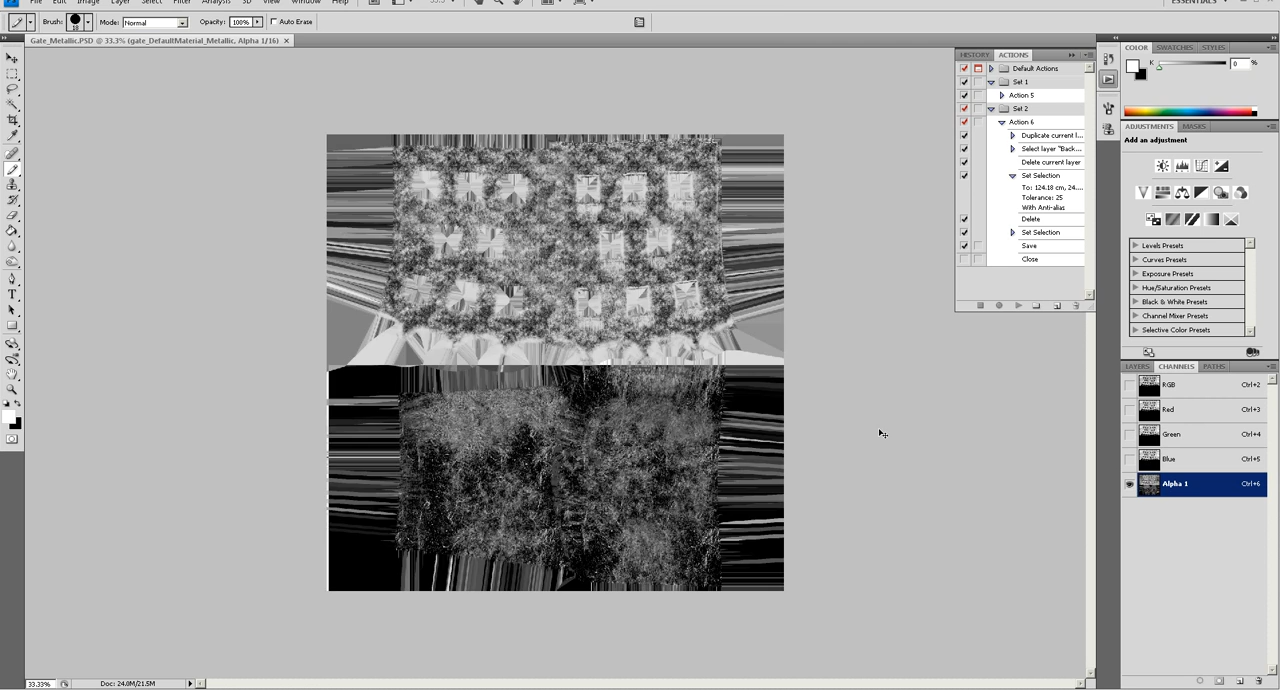 File Edit Image Layer Select Filter Analysis 3D View Window Help
ESSENTIALS
Brush: 18 Mode: Normal Opacity: 100% Auto Erase
Gate_Metallic.PSD @ 33.3% (gate_DefaultMaterial_Metallic, Alpha 1/16) ×
HISTORY ACTIONS
Default Actions
Set 1
Action 5
Set 2
Action 6
Duplicate current l...
Select layer "Back...
Delete current layer
Set Selection
To: 124.18 cm, 24....
Tolerance: 25
With Anti-alias
Delete
Set Selection
Save
Close
COLOR SWATCHES STYLES
K 0 %
ADJUSTMENTS MASKS
Add an adjustment
Levels Presets
Curves Presets
Exposure Presets
Hue/Saturation Presets
Black & White Presets
Channel Mixer Presets
Selective Color Presets
LAYERS CHANNELS PATHS
RGB Ctrl+2
Red Ctrl+3
Green Ctrl+4
Blue Ctrl+5
Alpha 1 Ctrl+6
33.33% Doc: 24.0M/21.5M